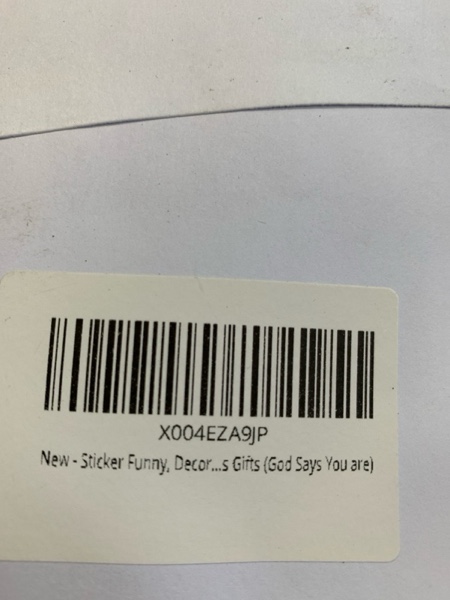 X004EZA9JP
New - Sticker Funny, Decor...s Gifts (God Says You are)